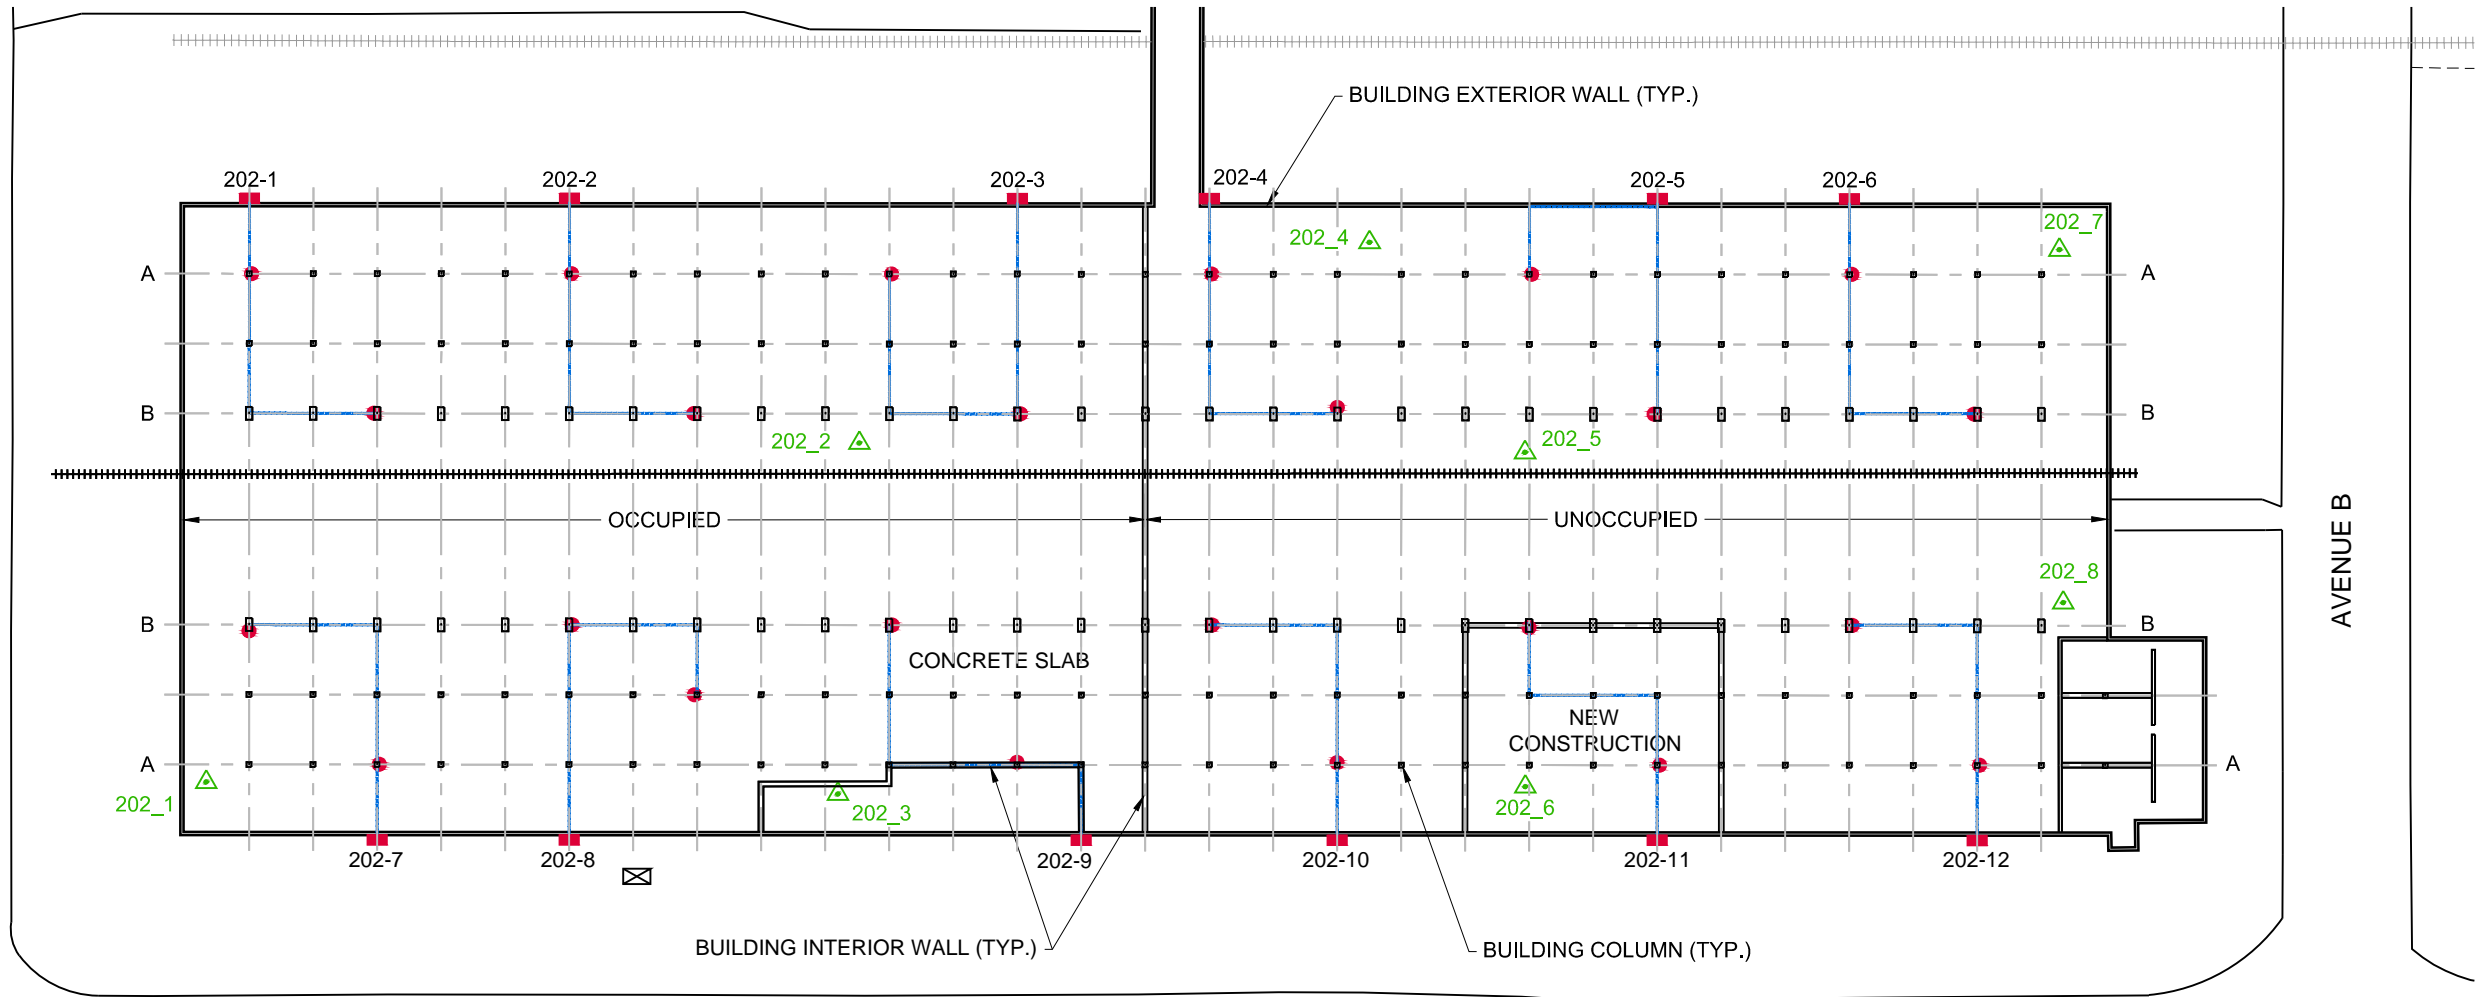 BUILDING EXTERIOR WALL (TYP.)
202-1
202-2
202-3
202-4
202-5
202-6
202_4
202_7
A
A
B
B
202_2
202_5
OCCUPIED
UNOCCUPIED
AVENUE B
202_8
B
B
CONCRETE SLAB
NEW
CONSTRUCTION
A
A
202_1
202_3
202_6
202-7
202-8
202-9
202-10
202-11
202-12
BUILDING INTERIOR WALL (TYP.)
BUILDING COLUMN (TYP.)